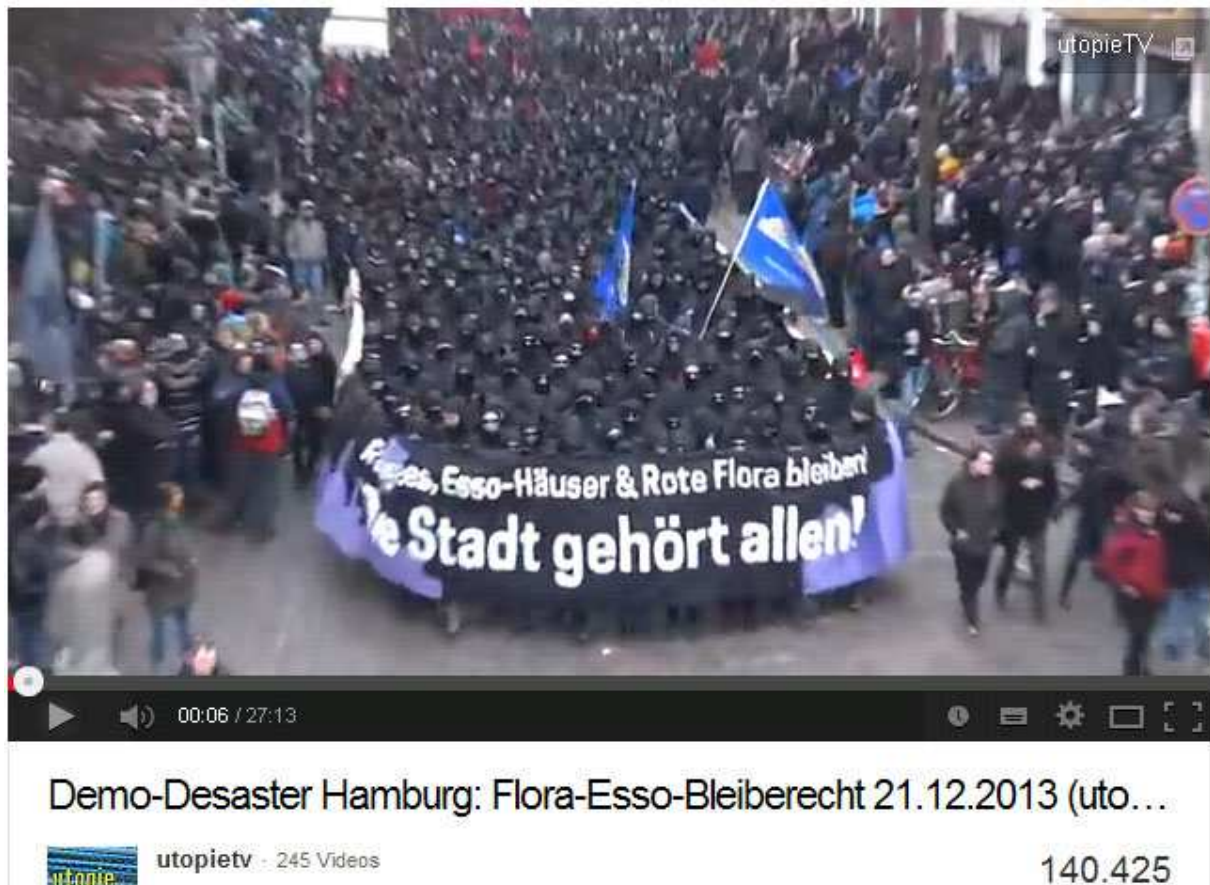 utopieTV
Esso-Häuser & Rote Flora bleiben!
Stadt gehört allen!
00:06 / 27:13
Demo-Desaster Hamburg: Flora-Esso-Bleiberecht 21.12.2013 (uto...
utopietv · 245 Videos
140.425
utopie